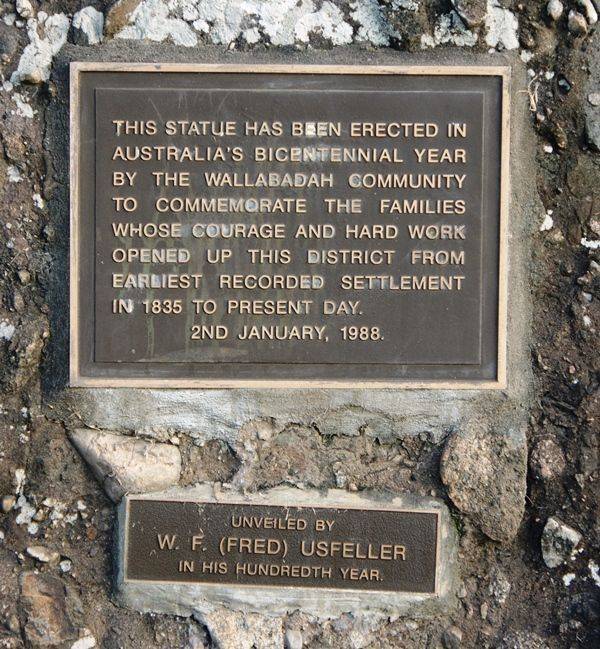 THIS STATUE HAS BEEN ERECTED IN
AUSTRALIA'S BICENTENNIAL YEAR
BY THE WALLABADAH COMMUNITY
TO COMMEMORATE THE FAMILIES
WHOSE COURAGE AND HARD WORK
OPENED UP THIS DISTRICT FROM
EARLIEST RECORDED SETTLEMENT
IN 1835 TO PRESENT DAY.
2ND JANUARY, 1988.
UNVEILED BY
W. F. (FRED) USFELLER
IN HIS HUNDREDTH YEAR.